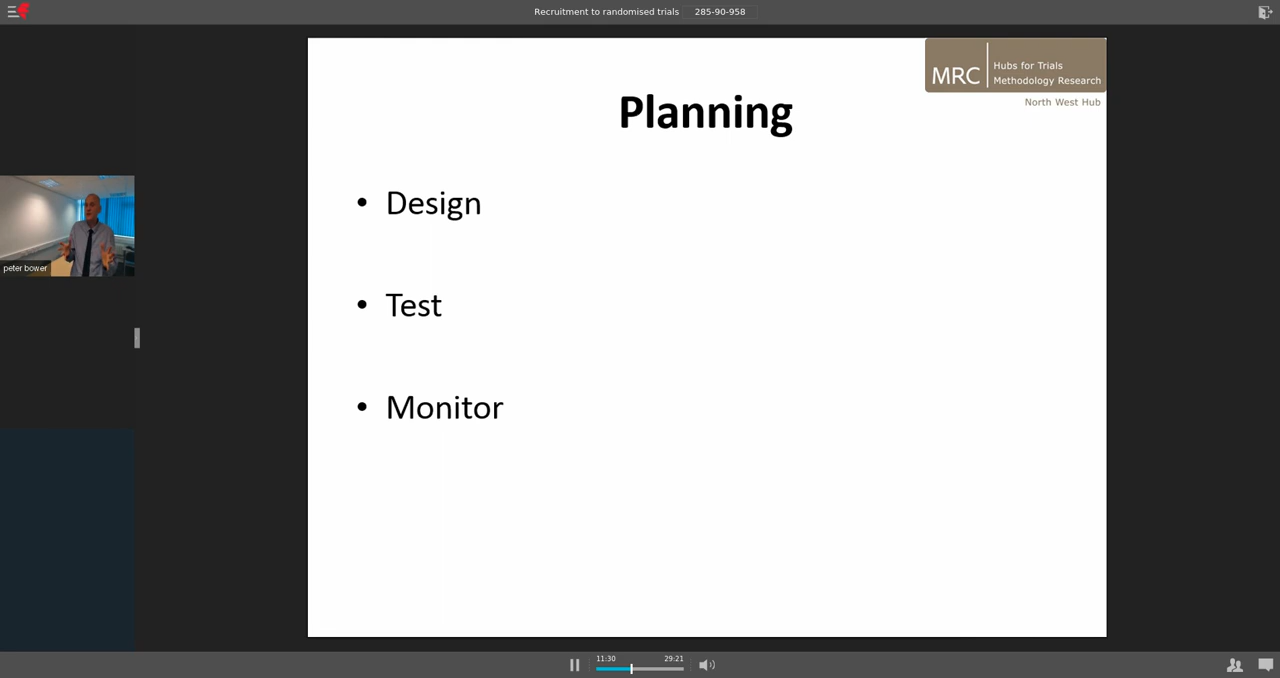 Recruitment to randomised trials 285-90-958
MRC
Hubs for Trials
Methodology Research
North West Hub
Planning
• Design
• Test
• Monitor
peter bower
11:30 29:21